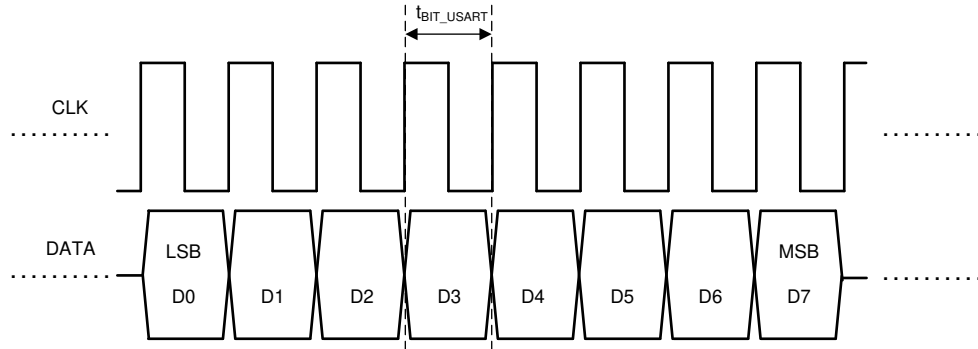 tBIT_USART
CLK
DATA
LSB MSB
D0 D1 D2 D3 D4 D5 D6 D7